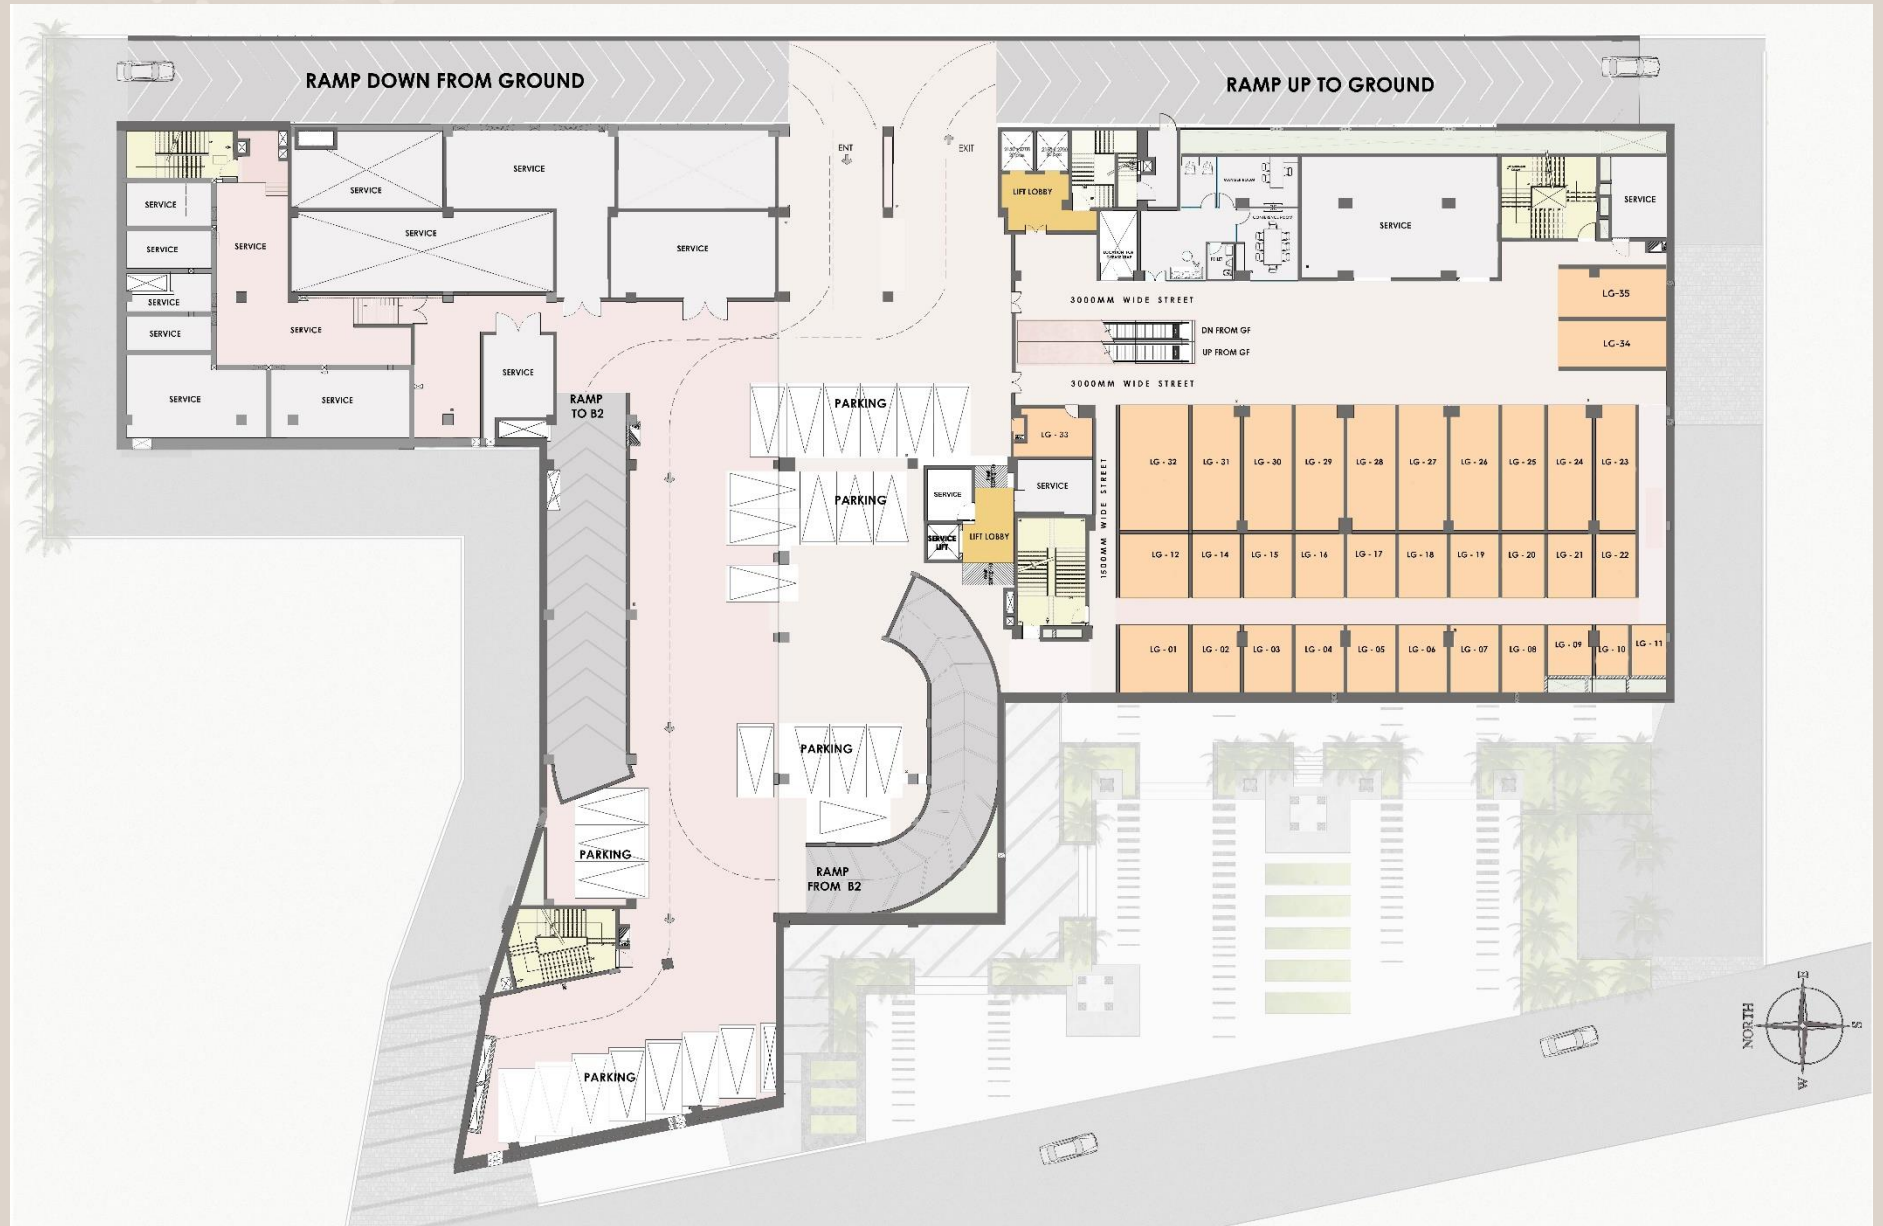 RAMP DOWN FROM GROUND
RAMP UP TO GROUND
ENT
EXIT
SERVICE
SERVICE
LIFT LOBBY
SERVICE
SERVICE
SERVICE
SERVICE
SERVICE
SERVICE
SERVICE
CONFERENCE ROOM
SERVICE
TOILET
SERVICE
3000MM WIDE STREET
LG-35
SERVICE
SERVICE
SERVICE
DN FROM GF
UP FROM GF
LG-34
SERVICE
3000MM WIDE STREET
SERVICE
SERVICE
RAMP
TO B2
PARKING
LG - 33
LG - 32
LG - 31
LG - 30
LG - 29
LG - 28
LG - 27
LG - 26
LG - 25
LG - 24
LG - 23
1500MM WIDE STREET
PARKING
SERVICE
SERVICE
SERVICE
LIFT
LIFT LOBBY
LG - 12
LG - 14
LG - 15
LG - 16
LG - 17
LG - 18
LG - 19
LG - 20
LG - 21
LG - 22
LG - 01
LG - 02
LG - 03
LG - 04
LG - 05
LG - 06
LG - 07
LG - 08
LG - 09
LG - 10
LG - 11
PARKING
PARKING
RAMP
FROM B2
PARKING
NORTH
E
S
W